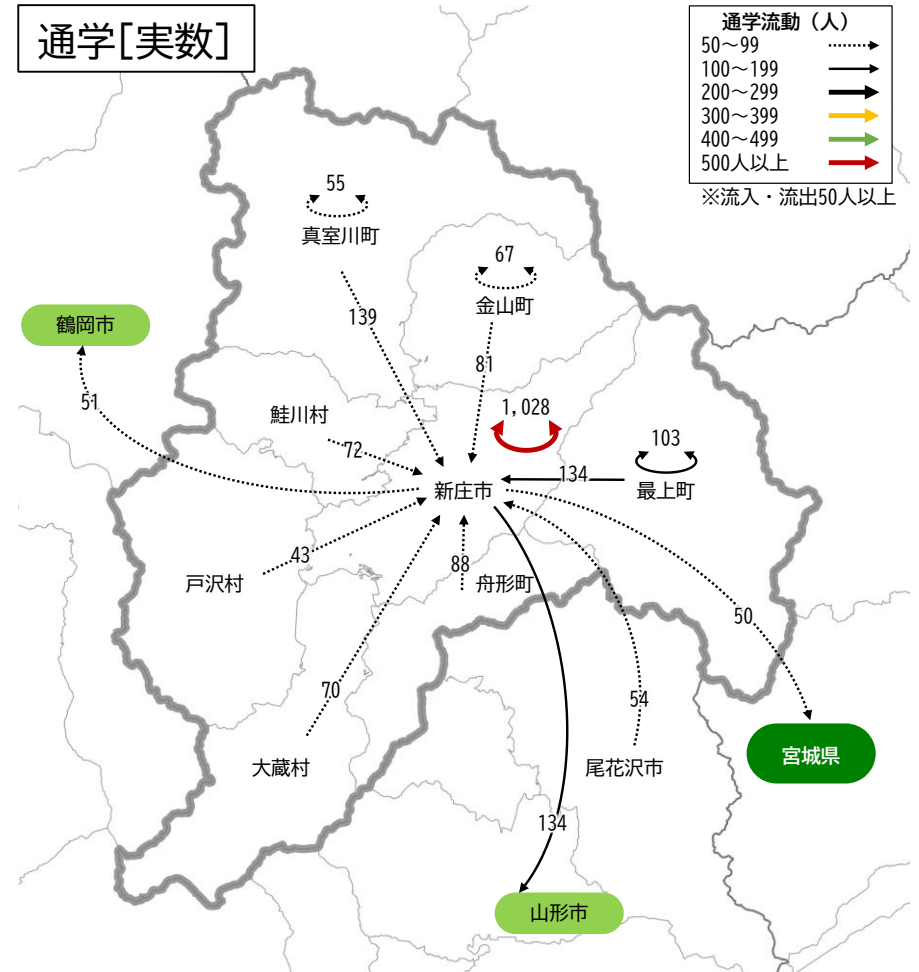 通学[実数]
通学流動（人）
50～99
100～199
200～299
300～399
400～499
500人以上
※流入・流出50人以上
55
真室川町
67
金山町
139
鶴岡市
81
51
1,028
鮭川村
72
103
134
新庄市
最上町
43
88
戸沢村
舟形町
50
70
54
大蔵村
尾花沢市
宮城県
134
山形市